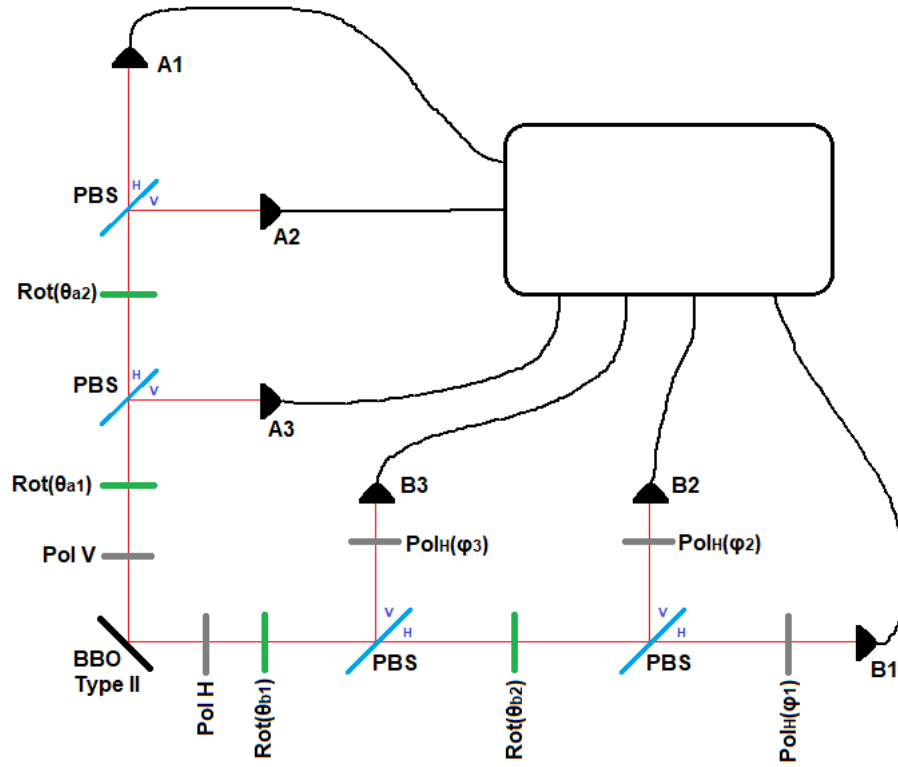 A1
PBS
H
V
A2
Rot(θa2)
PBS
H
V
A3
Rot(θa1)
B3
B2
Pol V
PolH(φ3)
PolH(φ2)
BBO
Type II
Pol H
Rot(θb1)
V
H
PBS
Rot(θb2)
V
H
PBS
PolH(φ1)
B1